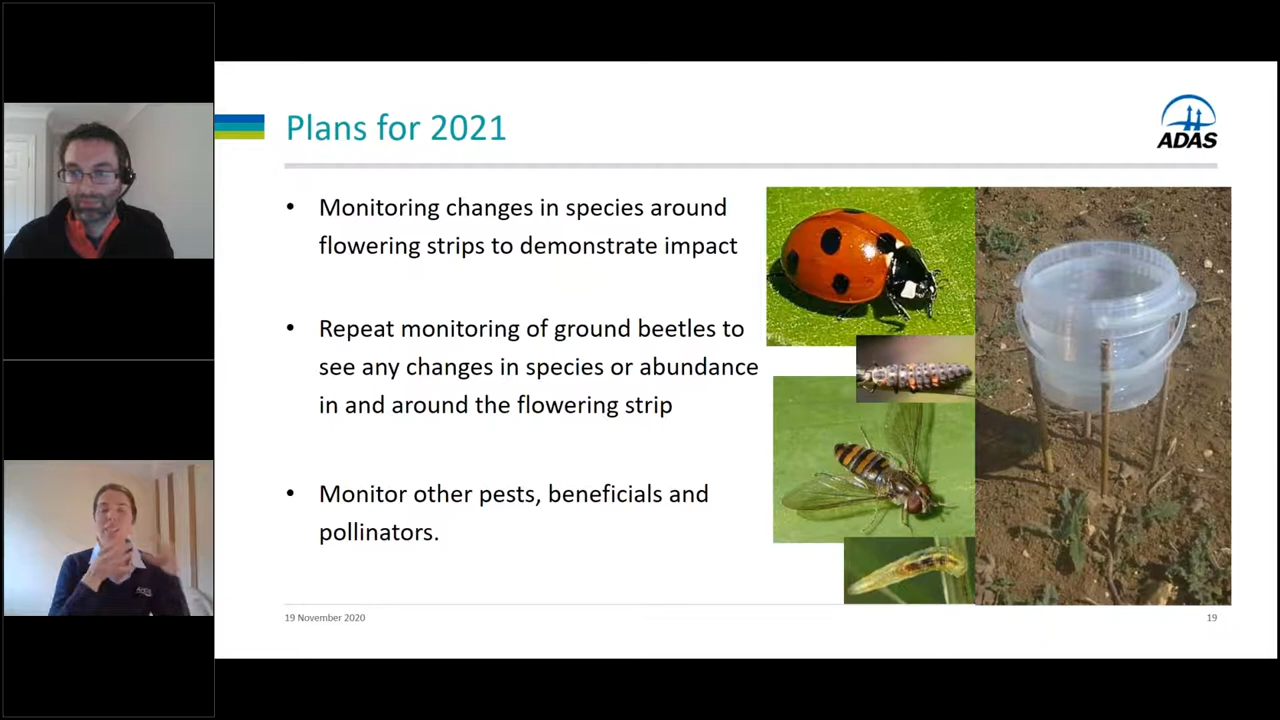 Plans for 2021
ADAS
• Monitoring changes in species around
flowering strips to demonstrate impact
• Repeat monitoring of ground beetles to
see any changes in species or abundance
in and around the flowering strip
• Monitor other pests, beneficials and
pollinators.
19 November 2020
19